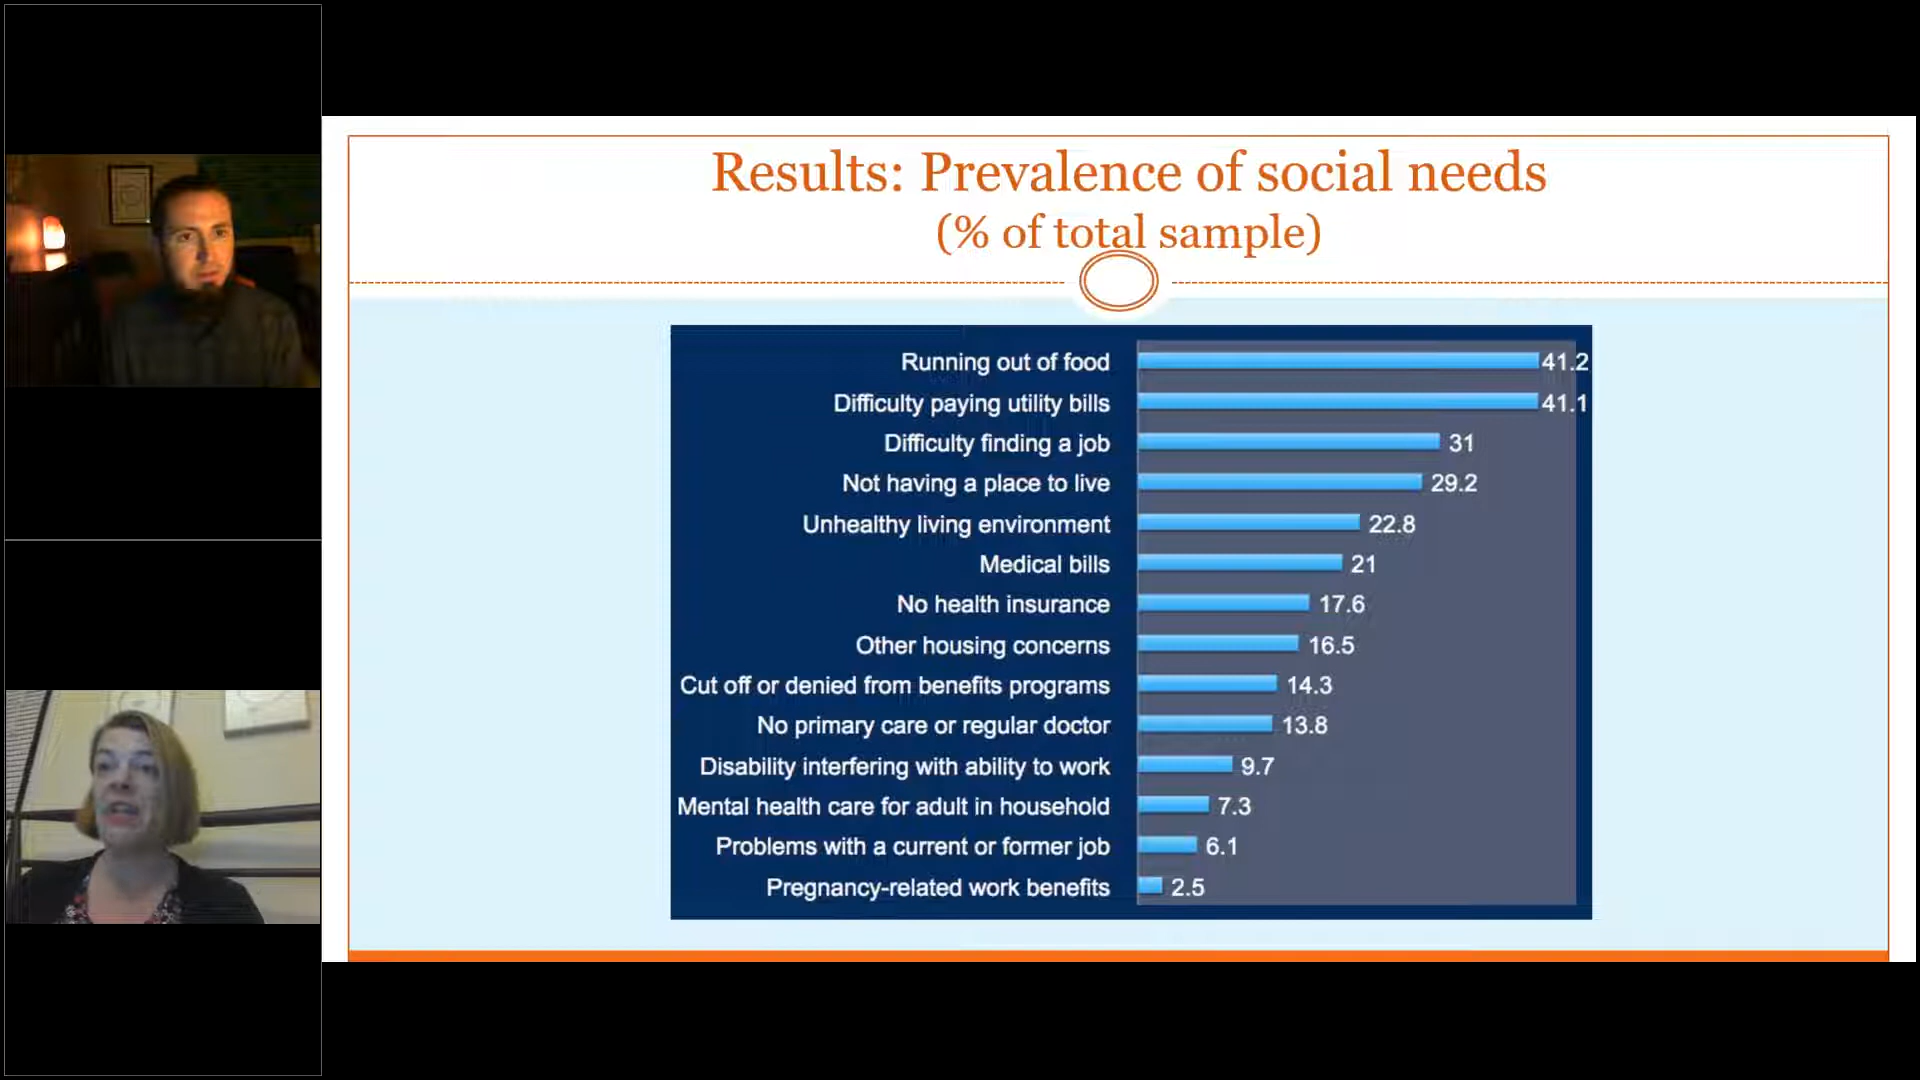 Results: Prevalence of social needs
(% of total sample)
Running out of food 41.2
Difficulty paying utility bills 41.1
Difficulty finding a job 31
Not having a place to live 29.2
Unhealthy living environment 22.8
Medical bills 21
No health insurance 17.6
Other housing concerns 16.5
Cut off or denied from benefits programs 14.3
No primary care or regular doctor 13.8
Disability interfering with ability to work 9.7
Mental health care for adult in household 7.3
Problems with a current or former job 6.1
Pregnancy-related work benefits 2.5